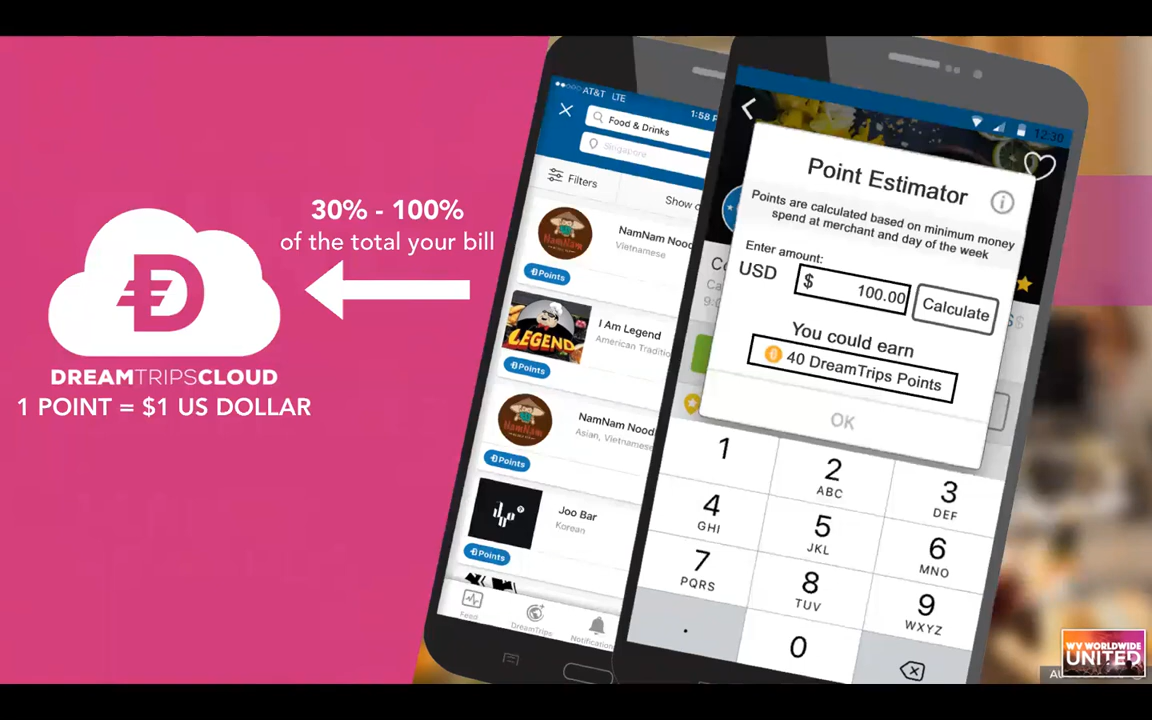 30% - 100%
of the total your bill
DREAMTRIPSCLOUD
1 POINT = $1 US DOLLAR
AT&T LTE
1:58
Food & Drinks
Singapore
Filters
Show
NamNam Nood
Vietnamese
Points
I Am Legend
American Traditio
LEGEND
Points
NamNam Nood
Asian, Vietnamese
NamNam
Points
Joo Bar
Korean
Points
Feed
DreamTrips
Notification
12:30
Point Estimator
Points are calculated based on minimum money
spend at merchant and day of the week
Enter amount:
USD
$ 100.00
Calculate
You could earn
40 DreamTrips Points
OK
1
2
ABC
3
DEF
4
GHI
5
JKL
6
MNO
7
PQRS
8
TUV
9
WXYZ
.
0
WV WORLDWIDE
UNITED